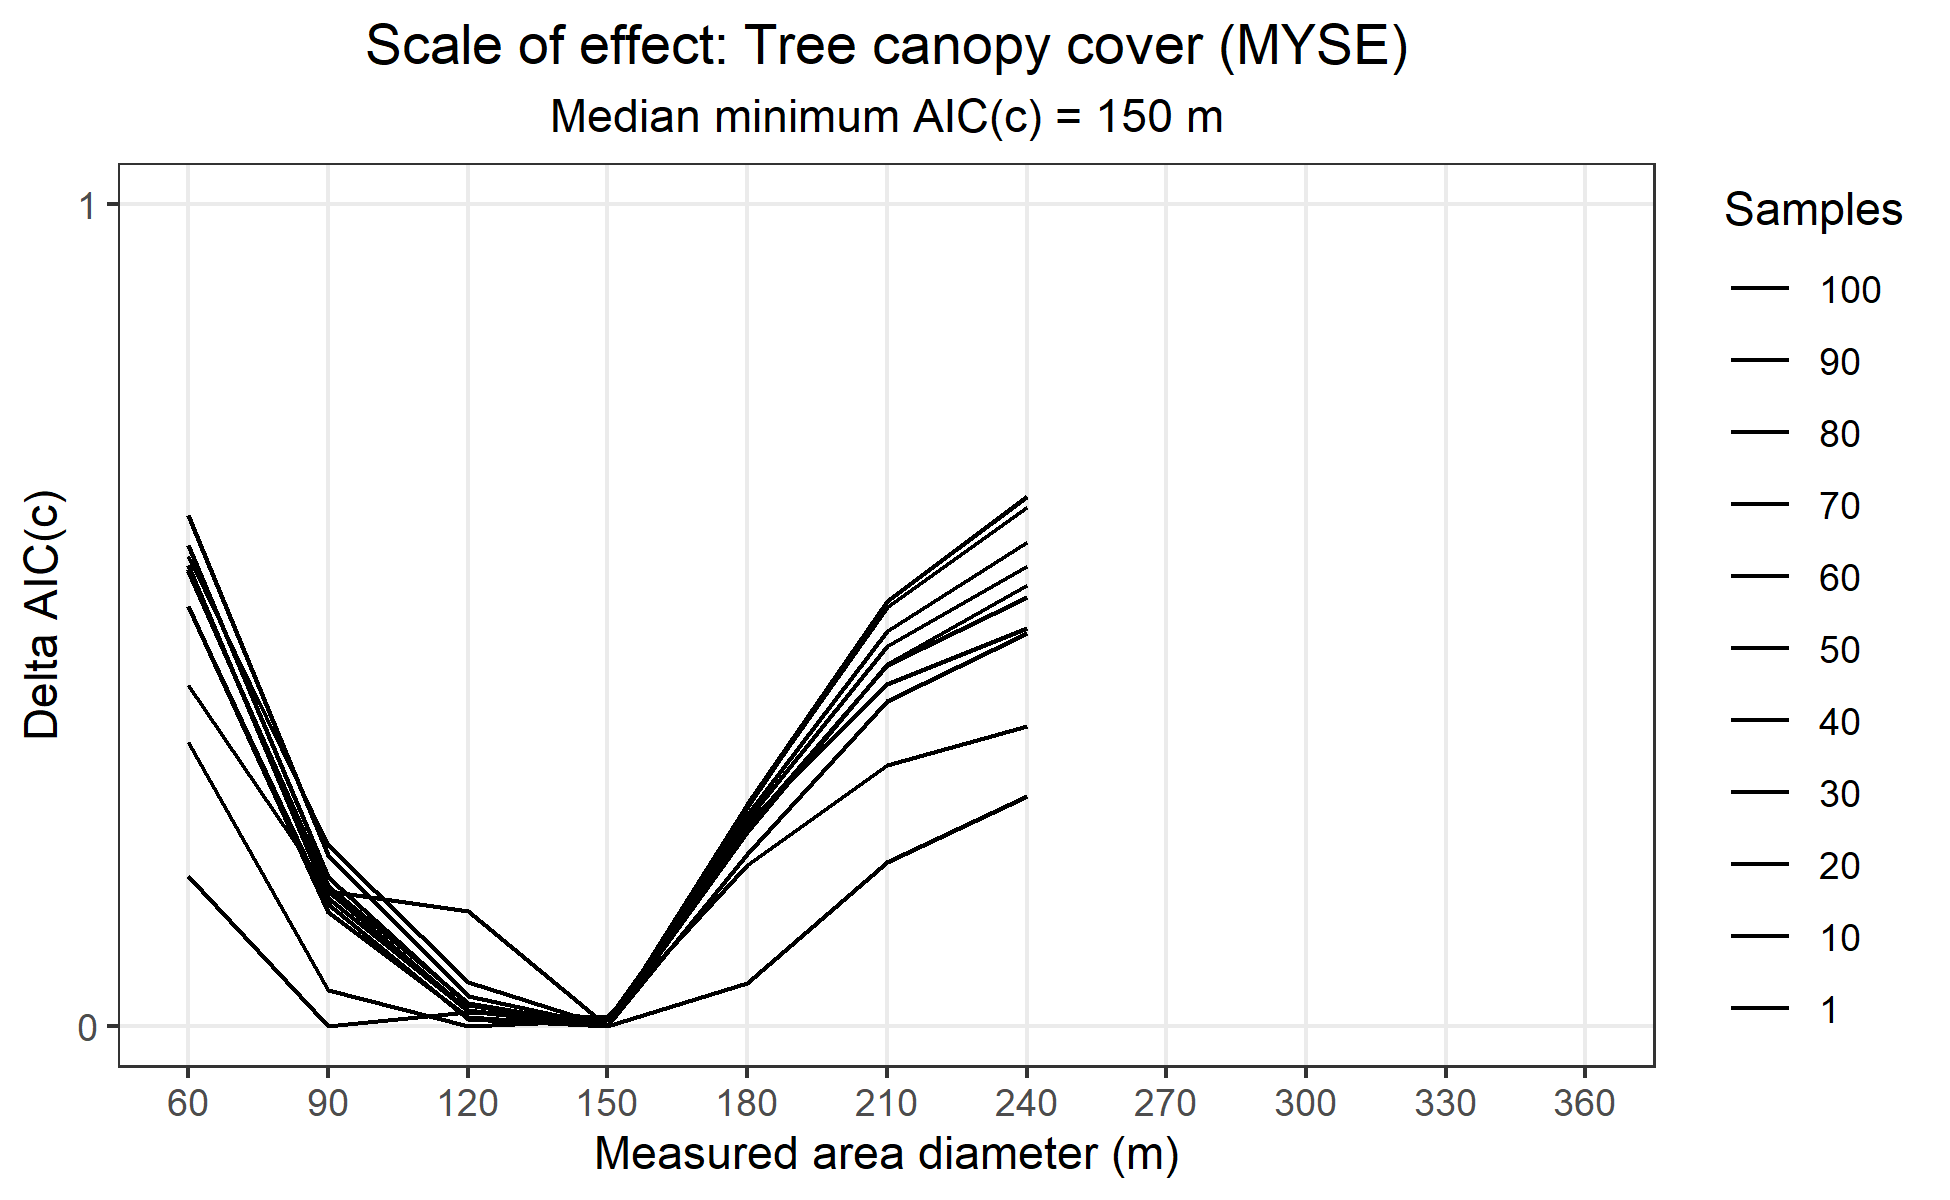 Scale of effect: Tree canopy cover (MYSE)
Median minimum AIC(c) = 150 m
Delta AIC(c)
1
0
60 90 120 150 180 210 240 270 300 330 360
Measured area diameter (m)
Samples
100
90
80
70
60
50
40
30
20
10
1